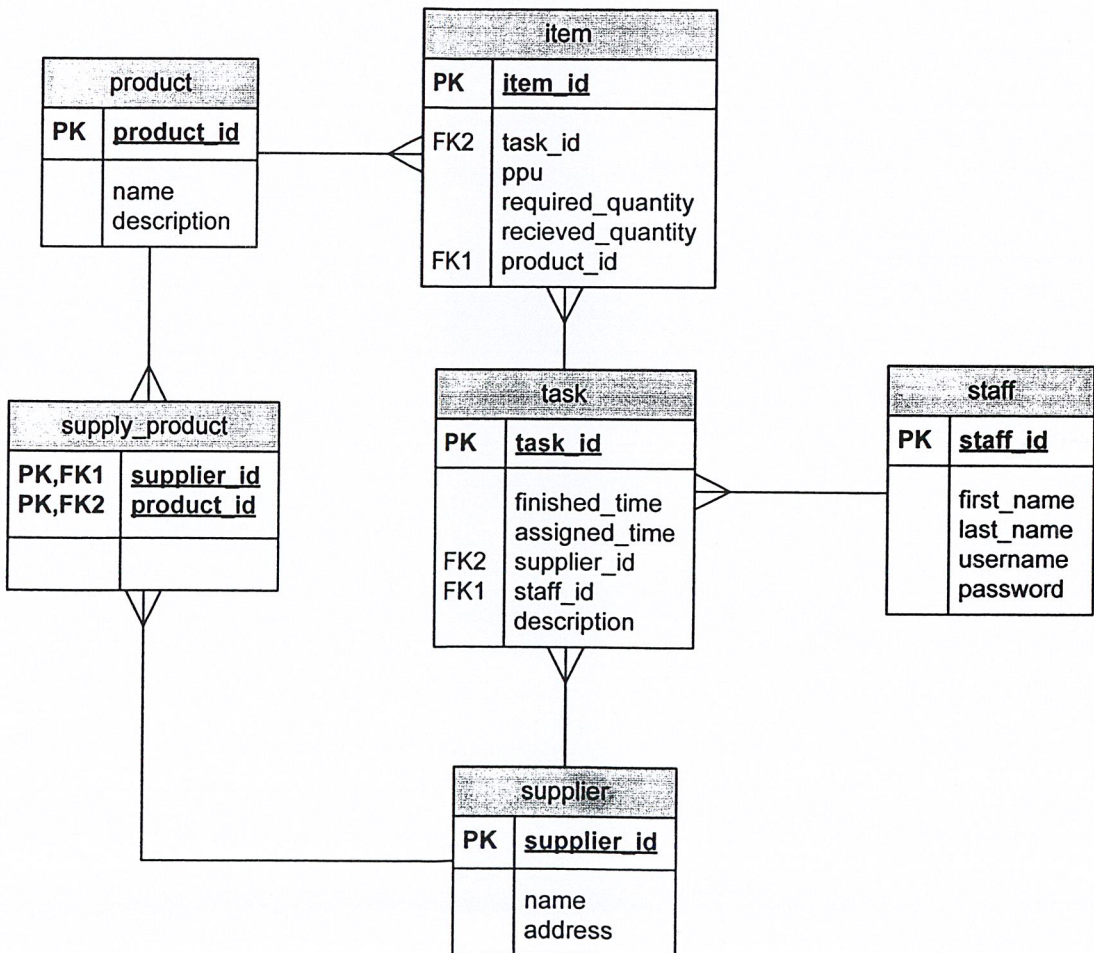 item
PK item_id
FK2 task_id
ppu
required_quantity
recieved_quantity
FK1 product_id
product
PK product_id
name
description
supply_product
PK,FK1 supplier_id
PK,FK2 product_id
task
PK task_id
finished_time
assigned_time
FK2 supplier_id
FK1 staff_id
description
staff
PK staff_id
first_name
last_name
username
password
supplier
PK supplier_id
name
address